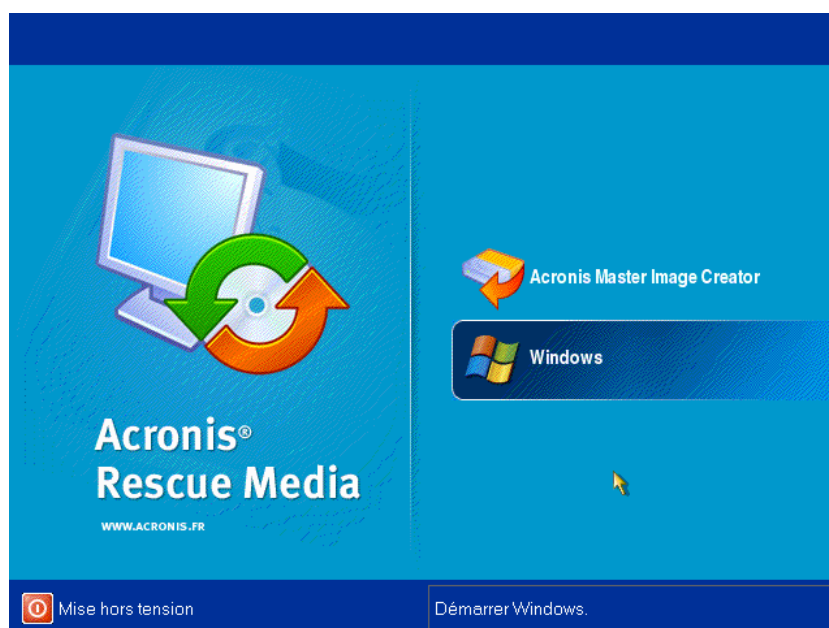 Acronis®
Rescue Media
WWW.ACRONIS.FR
Acronis Master Image Creator
Windows
Mise hors tension
Démarrer Windows.